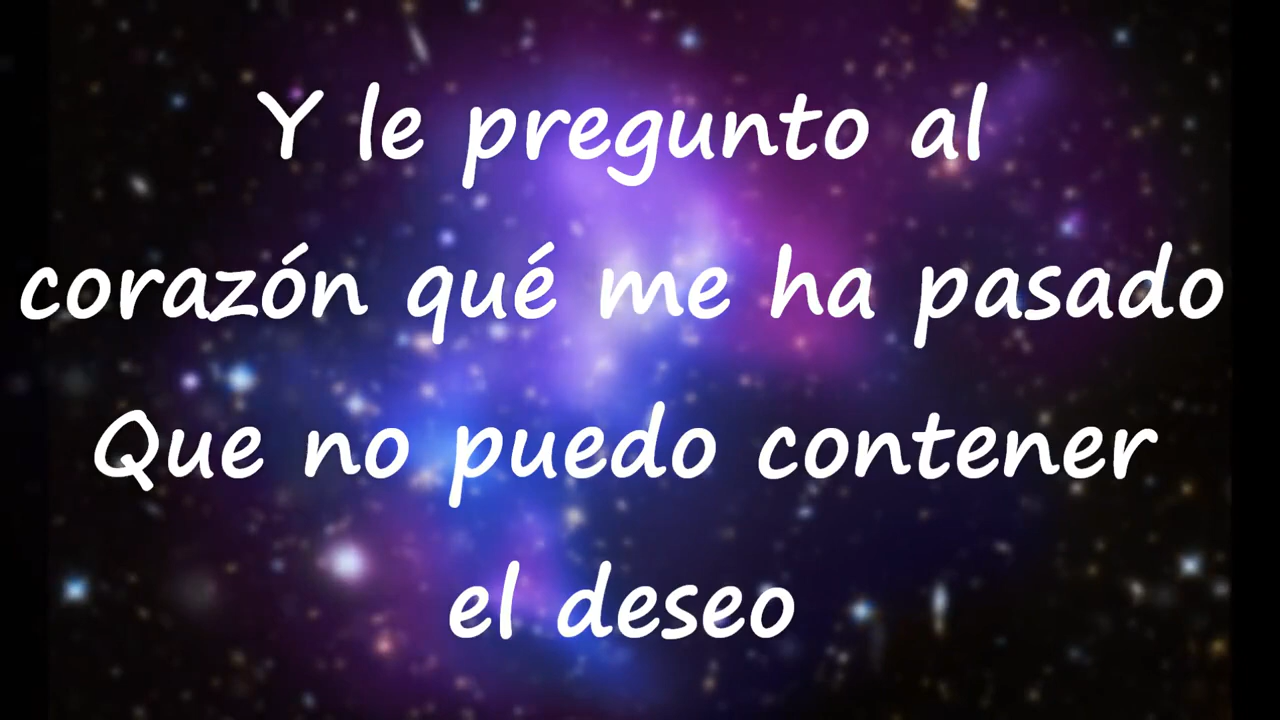 Y le pregunto al
corazón qué me ha pasado
Que no puedo contener
el deseo